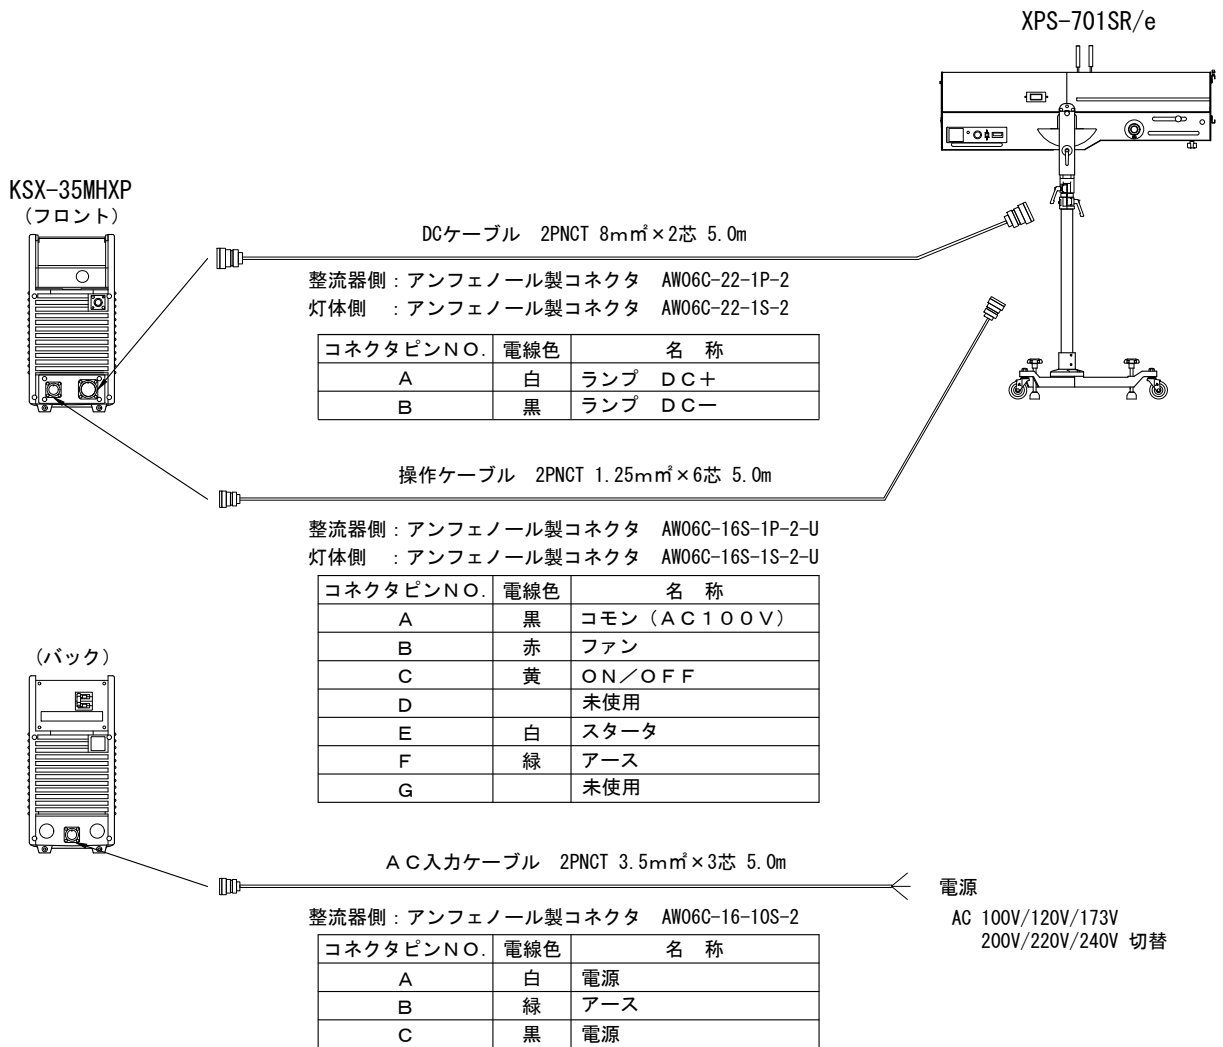 XPS-701SR/e
KSX-35MHXP
(フロント)
DCケーブル 2PNCT 8mm²×2芯 5.0m
整流器側：アンフェノール製コネクタ AW06C-22-1P-2
灯体側 ：アンフェノール製コネクタ AW06C-22-1S-2
コネクタピンNO. 電線色 名 称
A 白 ランプ DC+
B 黒 ランプ DC−
操作ケーブル 2PNCT 1.25mm²×6芯 5.0m
整流器側：アンフェノール製コネクタ AW06C-16S-1P-2-U
灯体側 ：アンフェノール製コネクタ AW06C-16S-1S-2-U
コネクタピンNO. 電線色 名 称
A 黒 コモン（AC100V）
B 赤 ファン
C 黄 ON／OFF
D 未使用
E 白 スタータ
F 緑 アース
G 未使用
(バック)
AC入力ケーブル 2PNCT 3.5mm²×3芯 5.0m
整流器側：アンフェノール製コネクタ AW06C-16-10S-2
コネクタピンNO. 電線色 名 称
A 白 電源
B 緑 アース
C 黒 電源
電源
AC 100V/120V/173V
200V/220V/240V 切替